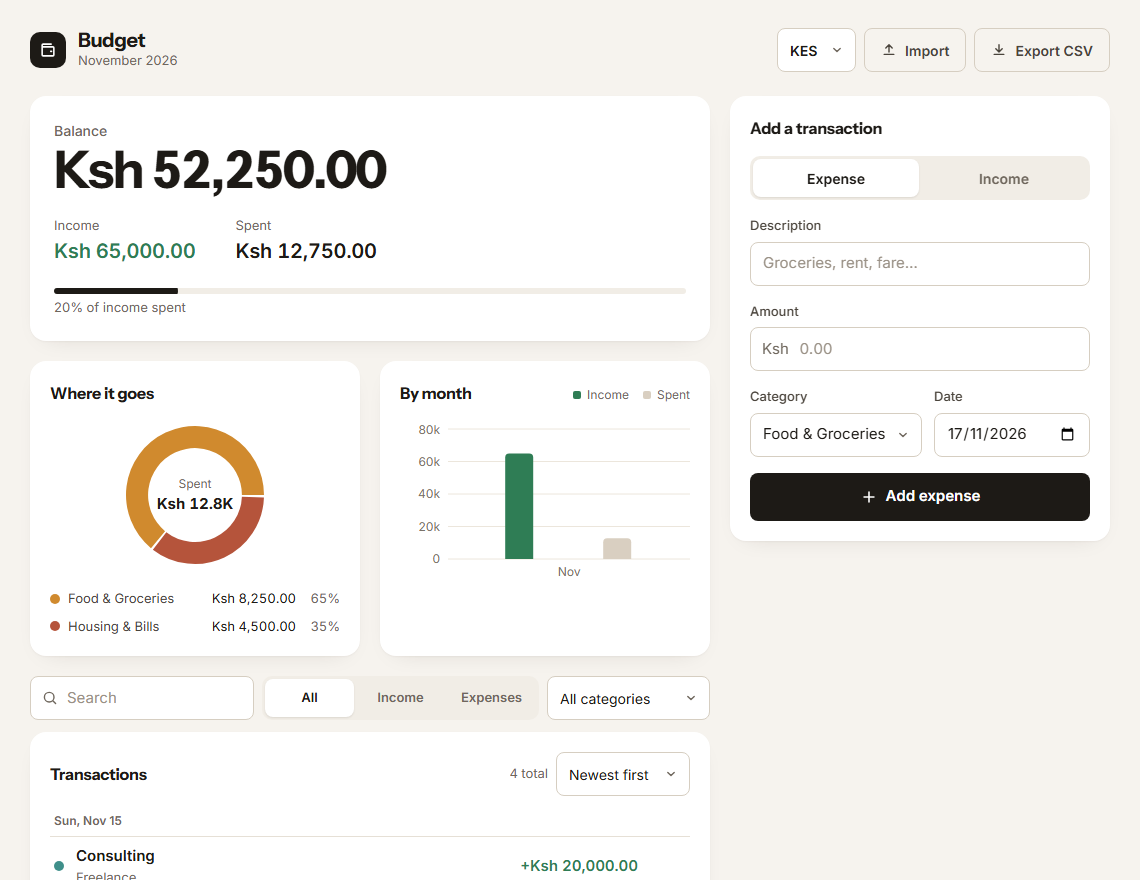 Budget
November 2026
KES
Import
Export CSV
Balance
Ksh 52,250.00
Income
Spent
Ksh 65,000.00
Ksh 12,750.00
20% of income spent
Add a transaction
Expense
Income
Description
Groceries, rent, fare...
Amount
Ksh 0.00
Category
Date
Food & Groceries
17/11/2026
Add expense
Where it goes
Spent
Ksh 12.8K
Food & Groceries Ksh 8,250.00 65%
Housing & Bills Ksh 4,500.00 35%
By month
Income
Spent
80k
60k
40k
20k
0
Nov
Search
All
Income
Expenses
All categories
Transactions
4 total
Newest first
Sun, Nov 15
Consulting
+Ksh 20,000.00
Freelance